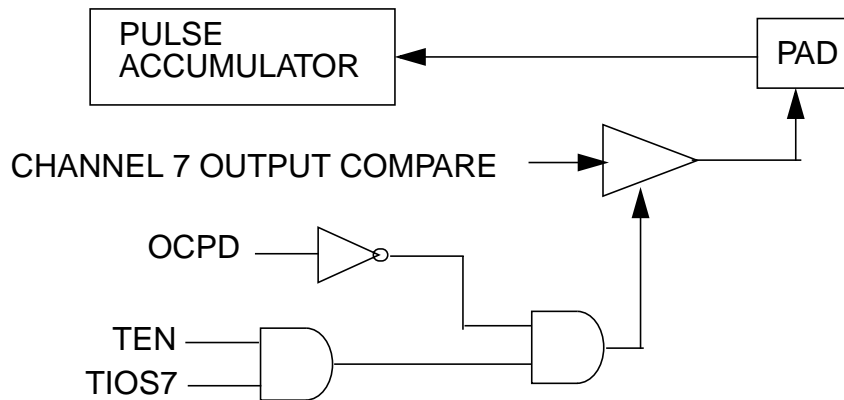 PULSE
ACCUMULATOR
PAD
CHANNEL 7 OUTPUT COMPARE
OCPD
TEN
TIOS7